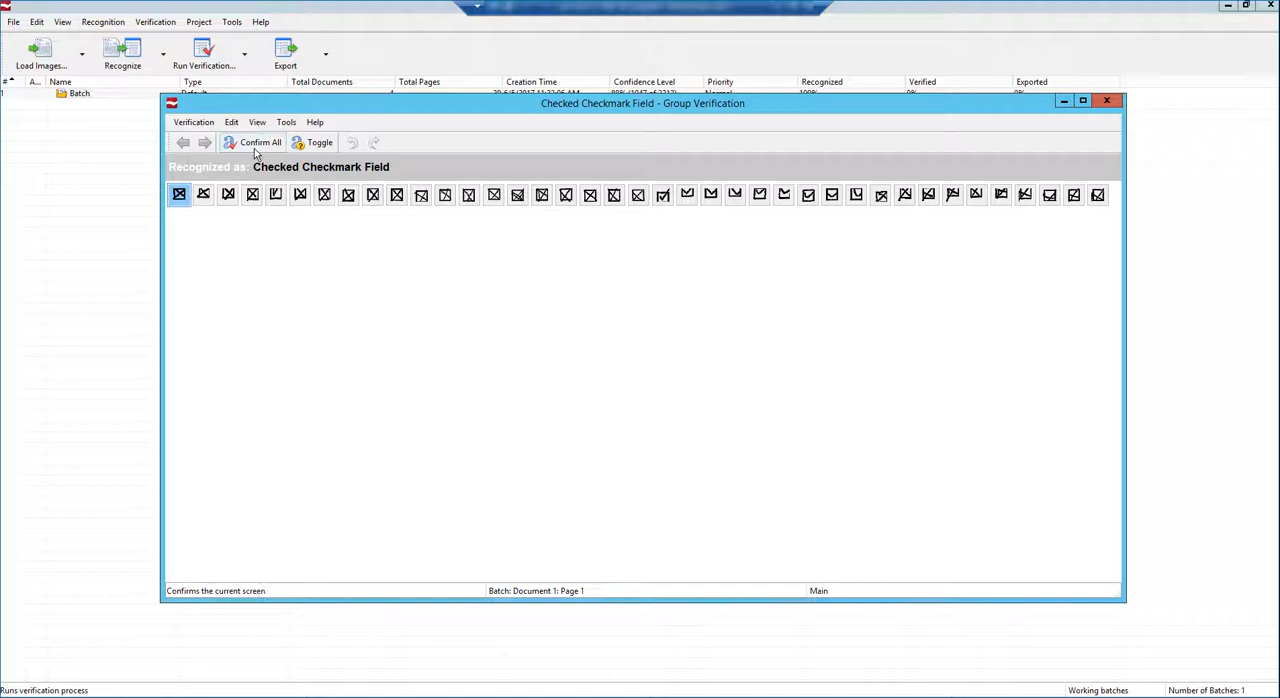 File Edit View Recognition Verification Project Tools Help
Load Images... Recognize Run Verification... Export
# A... Name Type Total Documents Total Pages Creation Time Confidence Level Priority Recognized Verified Exported
1 Batch
Checked Checkmark Field - Group Verification
Verification Edit View Tools Help
Confirm All Toggle
Recognized as: Checked Checkmark Field
Confirms the current screen Batch: Document 1: Page 1 Main
Runs verification process Working batches Number of Batches: 1